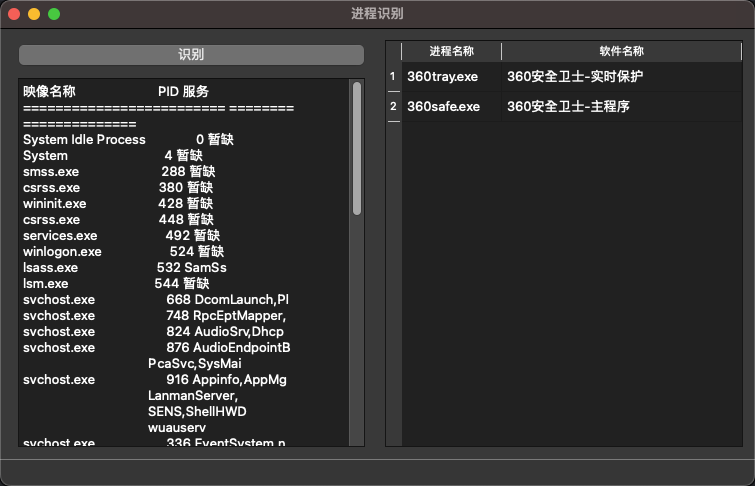 进程识别
识别
映像名称 PID 服务
========================= ========
==============
System Idle Process 0 暂缺
System 4 暂缺
smss.exe 288 暂缺
csrss.exe 380 暂缺
wininit.exe 428 暂缺
csrss.exe 448 暂缺
services.exe 492 暂缺
winlogon.exe 524 暂缺
lsass.exe 532 SamSs
lsm.exe 544 暂缺
svchost.exe 668 DcomLaunch,Pl
svchost.exe 748 RpcEptMapper,
svchost.exe 824 AudioSrv,Dhcp
svchost.exe 876 AudioEndpointB
PcaSvc,SysMai
svchost.exe 916 Appinfo,AppMg
LanmanServer,
SENS,ShellHWD
wuauserv
svchost.exe 336 EventSystem,n
进程名称 软件名称
1 360tray.exe 360安全卫士-实时保护
2 360safe.exe 360安全卫士-主程序